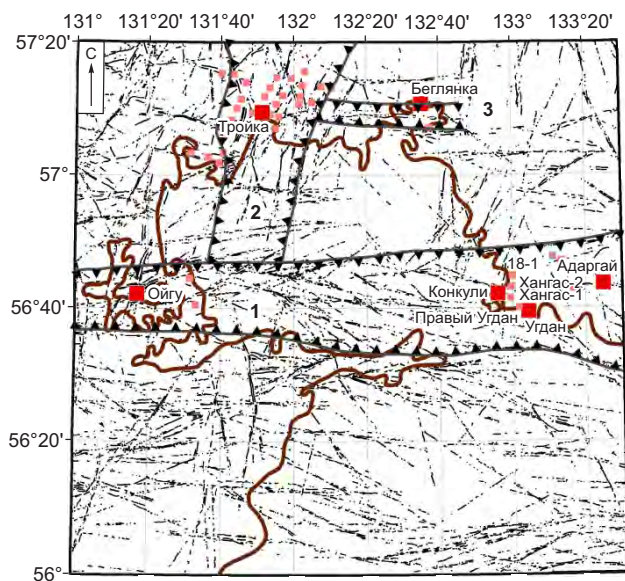 131° 131°20' 131°40' 132° 132°20' 132°40' 133° 133°20'
57°20'
С
Беглянка
3
Тройка
57°
2
18-1
Адаргай
Хангас-2
Ойгу
Конкули
Хангас-1
56°40'
1
Правый Угдан
Угдан
56°20'
56°